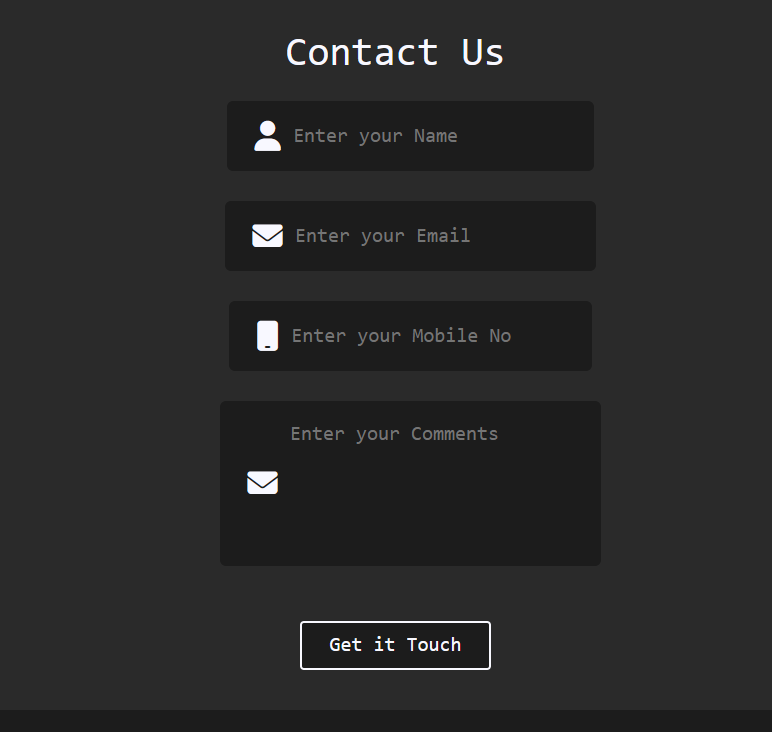 Contact Us
Enter your Name
Enter your Email
Enter your Mobile No
Enter your Comments
Get it Touch